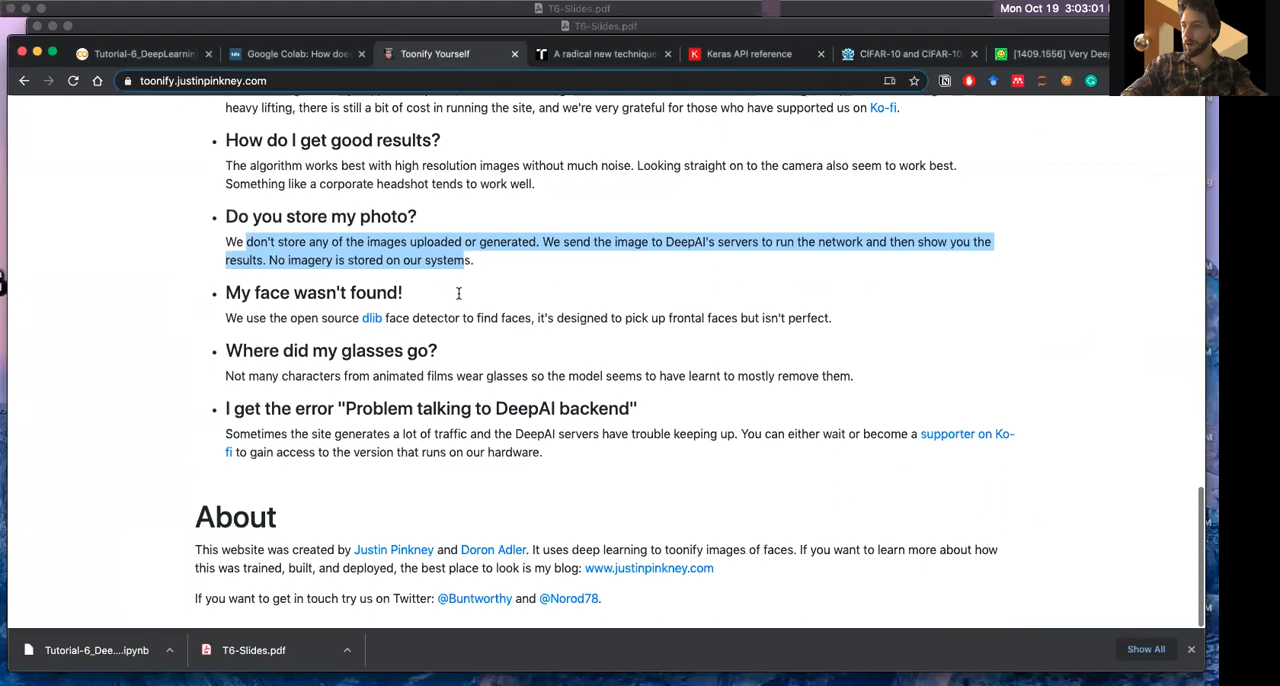 T6-Slides.pdf
Mon Oct 19 3:03:01
T6-Slides.pdf
Tutorial-6_DeepLearnin
Google Colab: How doe
Toonify Yourself
A radical new technique
Keras API reference
CIFAR-10 and CIFAR-10
[1409.1556] Very Deep
toonify.justinpinkney.com
heavy lifting, there is still a bit of cost in running the site, and we're very grateful for those who have supported us on Ko-fi.
How do I get good results?
The algorithm works best with high resolution images without much noise. Looking straight on to the camera also seem to work best.
Something like a corporate headshot tends to work well.
Do you store my photo?
We don't store any of the images uploaded or generated. We send the image to DeepAI's servers to run the network and then show you the
results. No imagery is stored on our systems.
My face wasn't found!
We use the open source dlib face detector to find faces, it's designed to pick up frontal faces but isn't perfect.
Where did my glasses go?
Not many characters from animated films wear glasses so the model seems to have learnt to mostly remove them.
I get the error "Problem talking to DeepAI backend"
Sometimes the site generates a lot of traffic and the DeepAI servers have trouble keeping up. You can either wait or become a supporter on Ko-
fi to gain access to the version that runs on our hardware.
About
This website was created by Justin Pinkney and Doron Adler. It uses deep learning to toonify images of faces. If you want to learn more about how
this was trained, built, and deployed, the best place to look is my blog: www.justinpinkney.com
If you want to get in touch try us on Twitter: @Buntworthy and @Norod78.
Tutorial-6_Dee....ipynb
T6-Slides.pdf
Show All